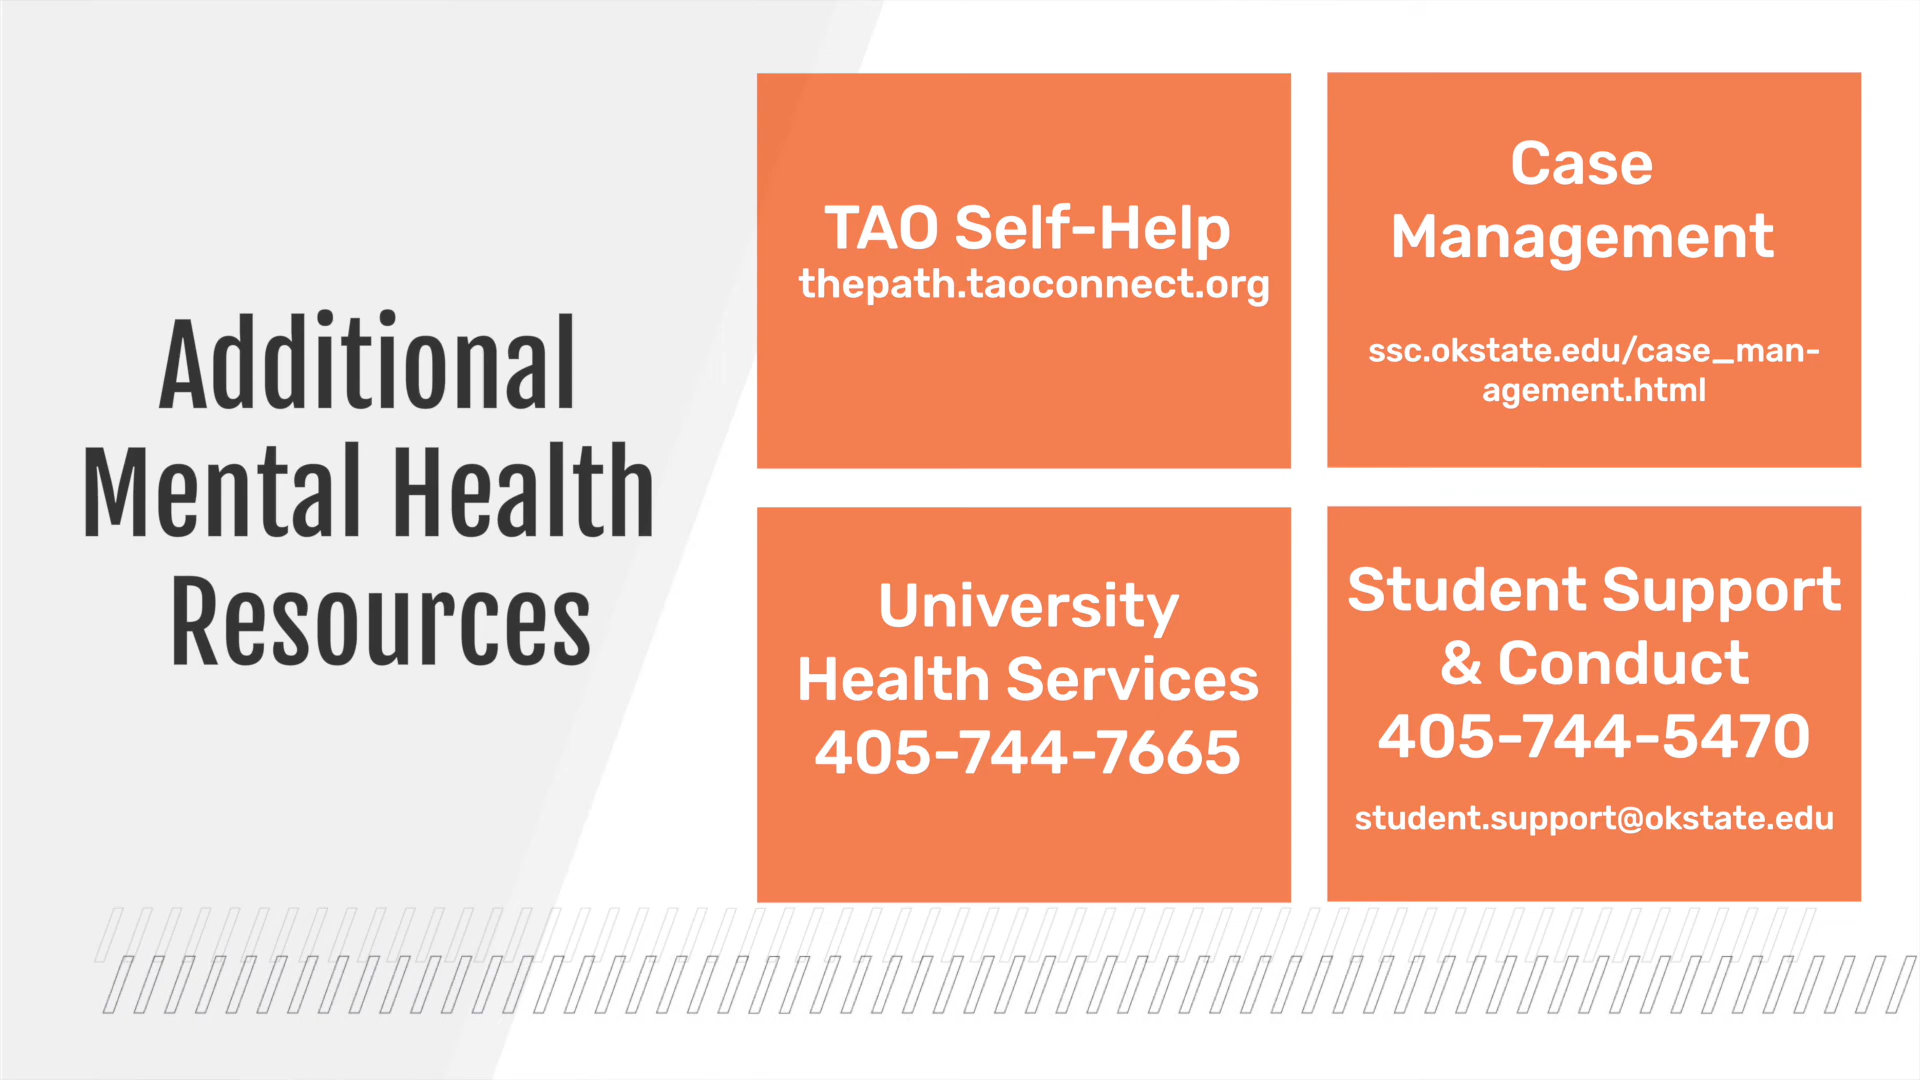 Additional
Mental Health
Resources
TAO Self-Help
thepath.taoconnect.org
Case
Management
ssc.okstate.edu/case_man-
agement.html
University
Health Services
405-744-7665
Student Support
& Conduct
405-744-5470
student.support@okstate.edu